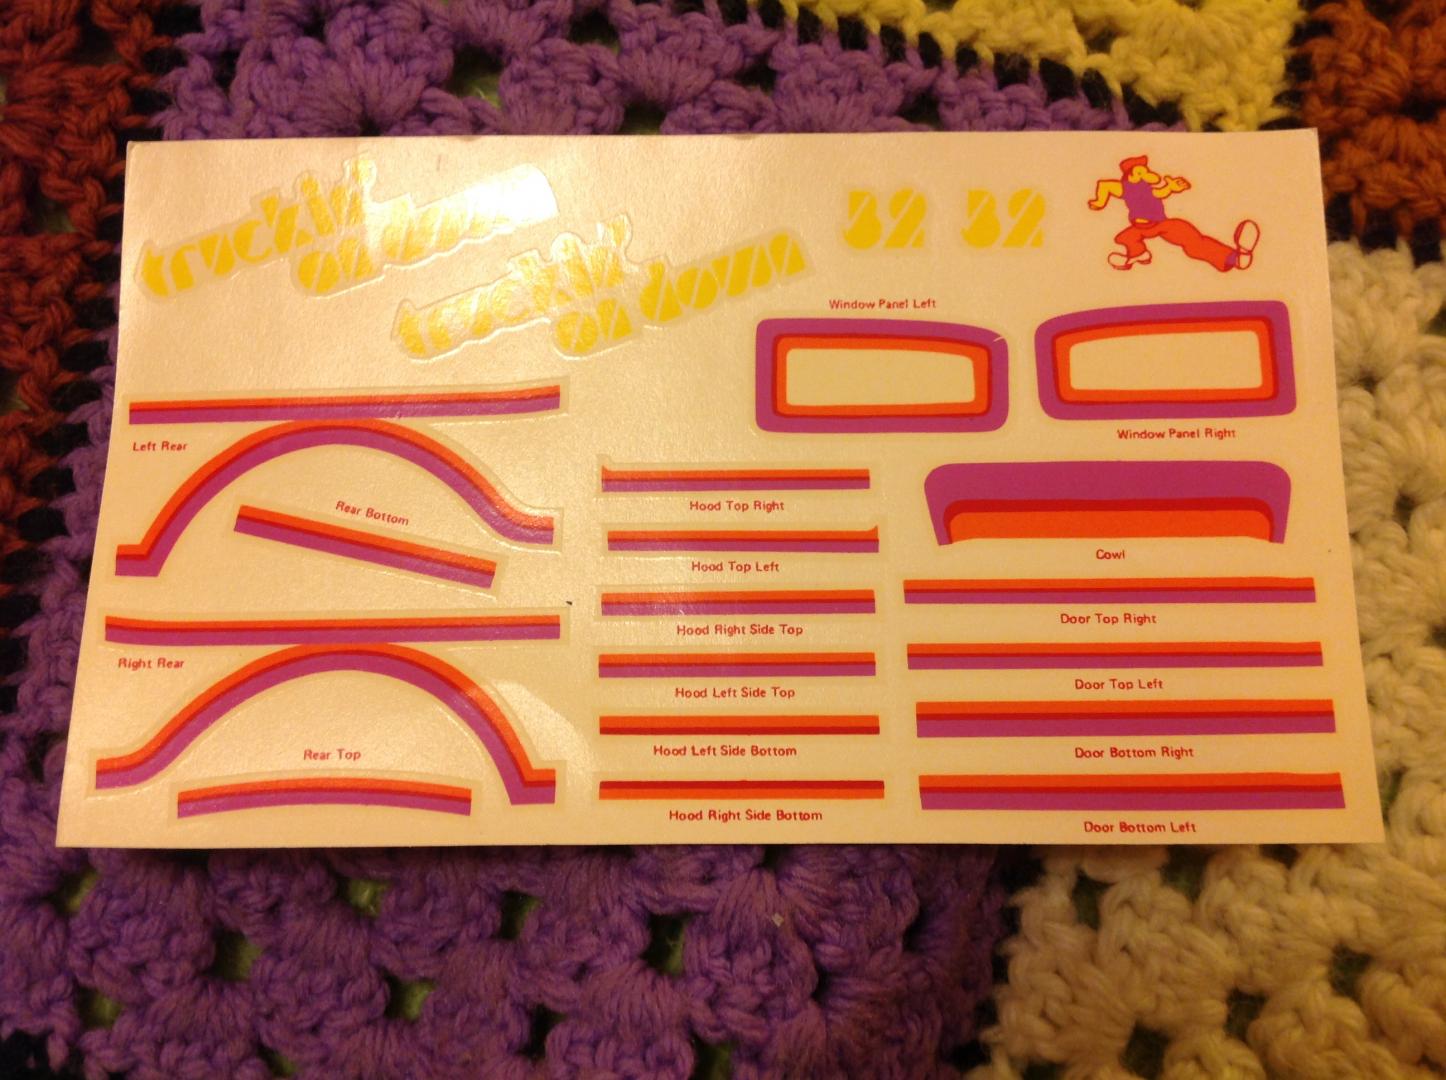 truckin'
on down
truckin'
on down
32 32
Window Panel Left
Window Panel Right
Left Rear
Rear Bottom
Right Rear
Rear Top
Hood Top Right
Hood Top Left
Hood Right Side Top
Hood Left Side Top
Hood Left Side Bottom
Hood Right Side Bottom
Cowl
Door Top Right
Door Top Left
Door Bottom Right
Door Bottom Left